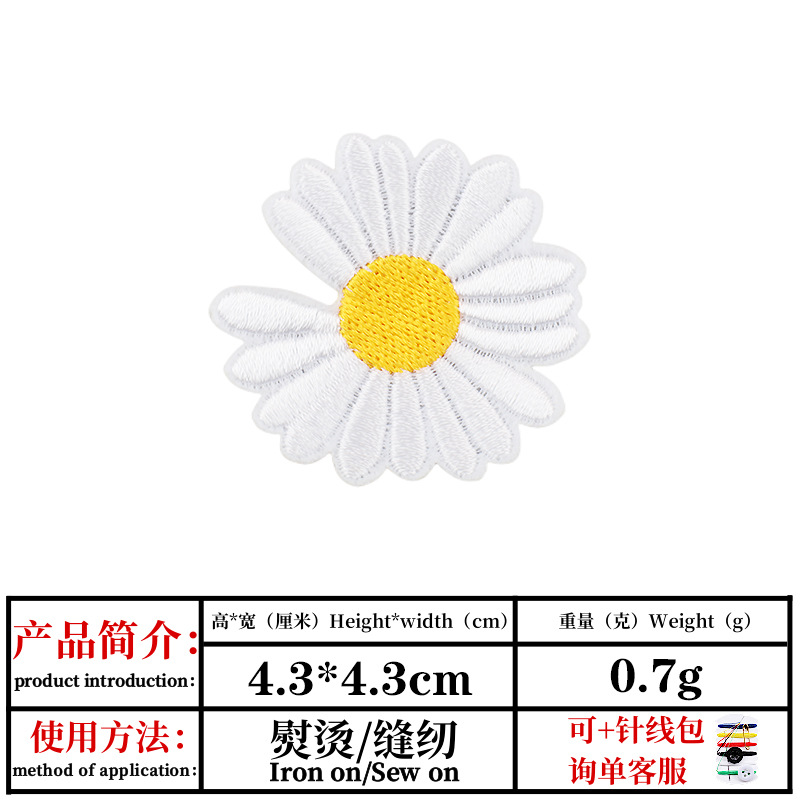 产品简介：
product introduction：
高*宽（厘米）Height*width（cm）
重量（克）Weight（g）
4.3*4.3cm
0.7g
使用方法：
method of application：
熨烫/缝纫
Iron on/Sew on
可+针线包
询单客服